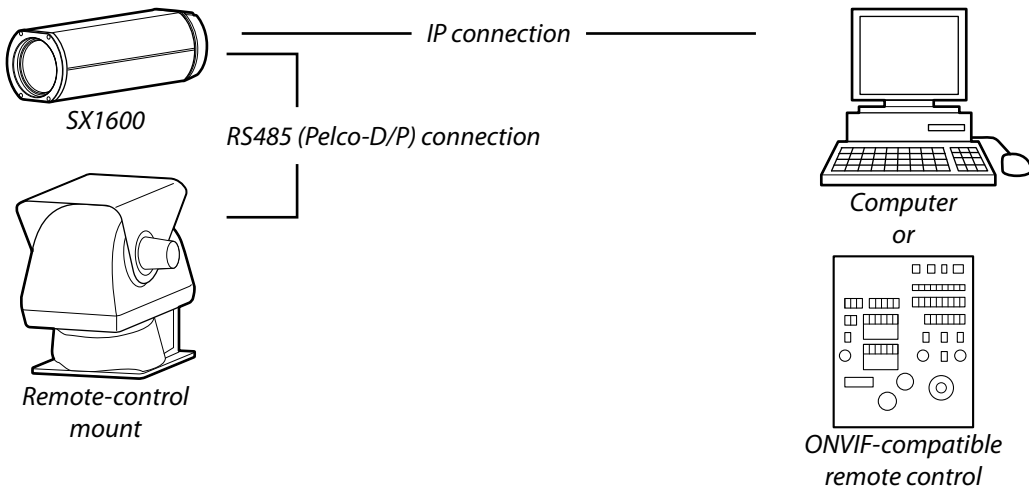 IP connection
SX1600
RS485 (Pelco-D/P) connection
Computer
or
Remote-control
mount
ONVIF-compatible
remote control